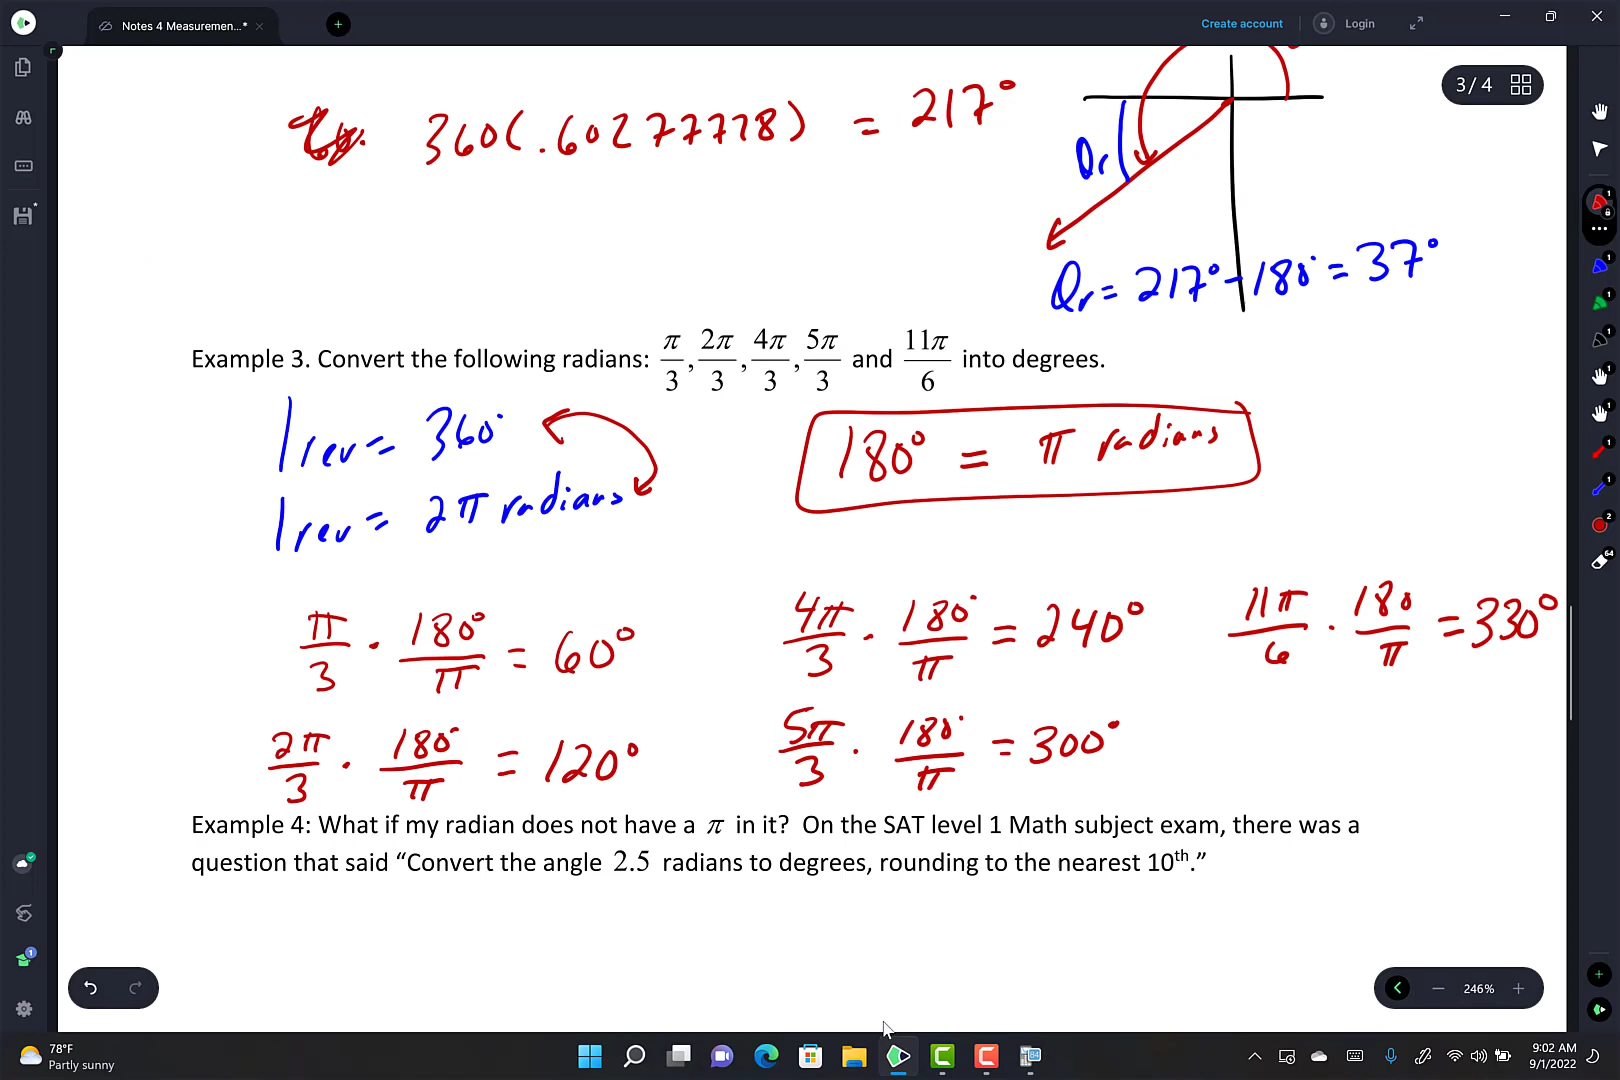 Notes 4 Measuremen...*
Create account
Login
3 / 4
360(.60277778) = 217°
θr
θr = 217° - 180° = 37°
Example 3. Convert the following radians: π/3, 2π/3, 4π/3, 5π/3 and 11π/6 into degrees.
1 rev = 360°
1 rev = 2π radians
180° = π radians
π/3 · 180°/π = 60°
4π/3 · 180°/π = 240°
11π/6 · 180/π = 330°
2π/3 · 180°/π = 120°
5π/3 · 180°/π = 300°
Example 4: What if my radian does not have a π in it? On the SAT level 1 Math subject exam, there was a
question that said “Convert the angle 2.5 radians to degrees, rounding to the nearest 10th.”
246%
78°F
Partly sunny
9:02 AM
9/1/2022